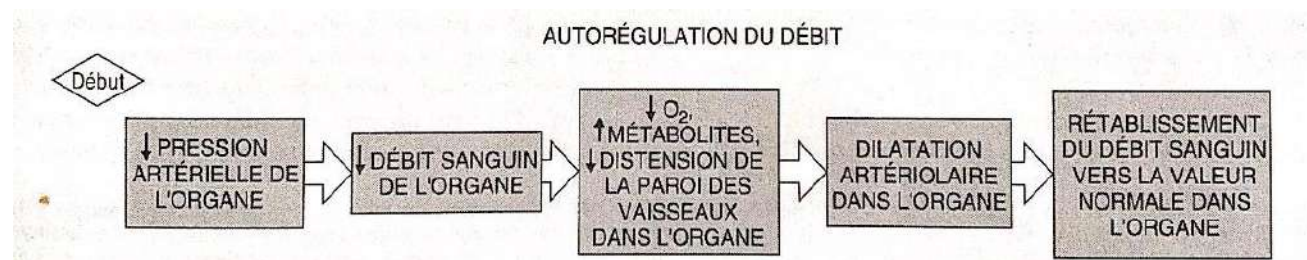 AUTORÉGULATION DU DÉBIT
Début
↓ PRESSION
ARTÉRIELLE DE
L'ORGANE
↓ DÉBIT SANGUIN
DE L'ORGANE
↓ O₂,
↑ MÉTABOLITES,
↓ DISTENSION DE
LA PAROI DES
VAISSEAUX
DANS L'ORGANE
DILATATION
ARTÉRIOLAIRE
DANS L'ORGANE
RÉTABLISSEMENT
DU DÉBIT SANGUIN
VERS LA VALEUR
NORMALE DANS
L'ORGANE